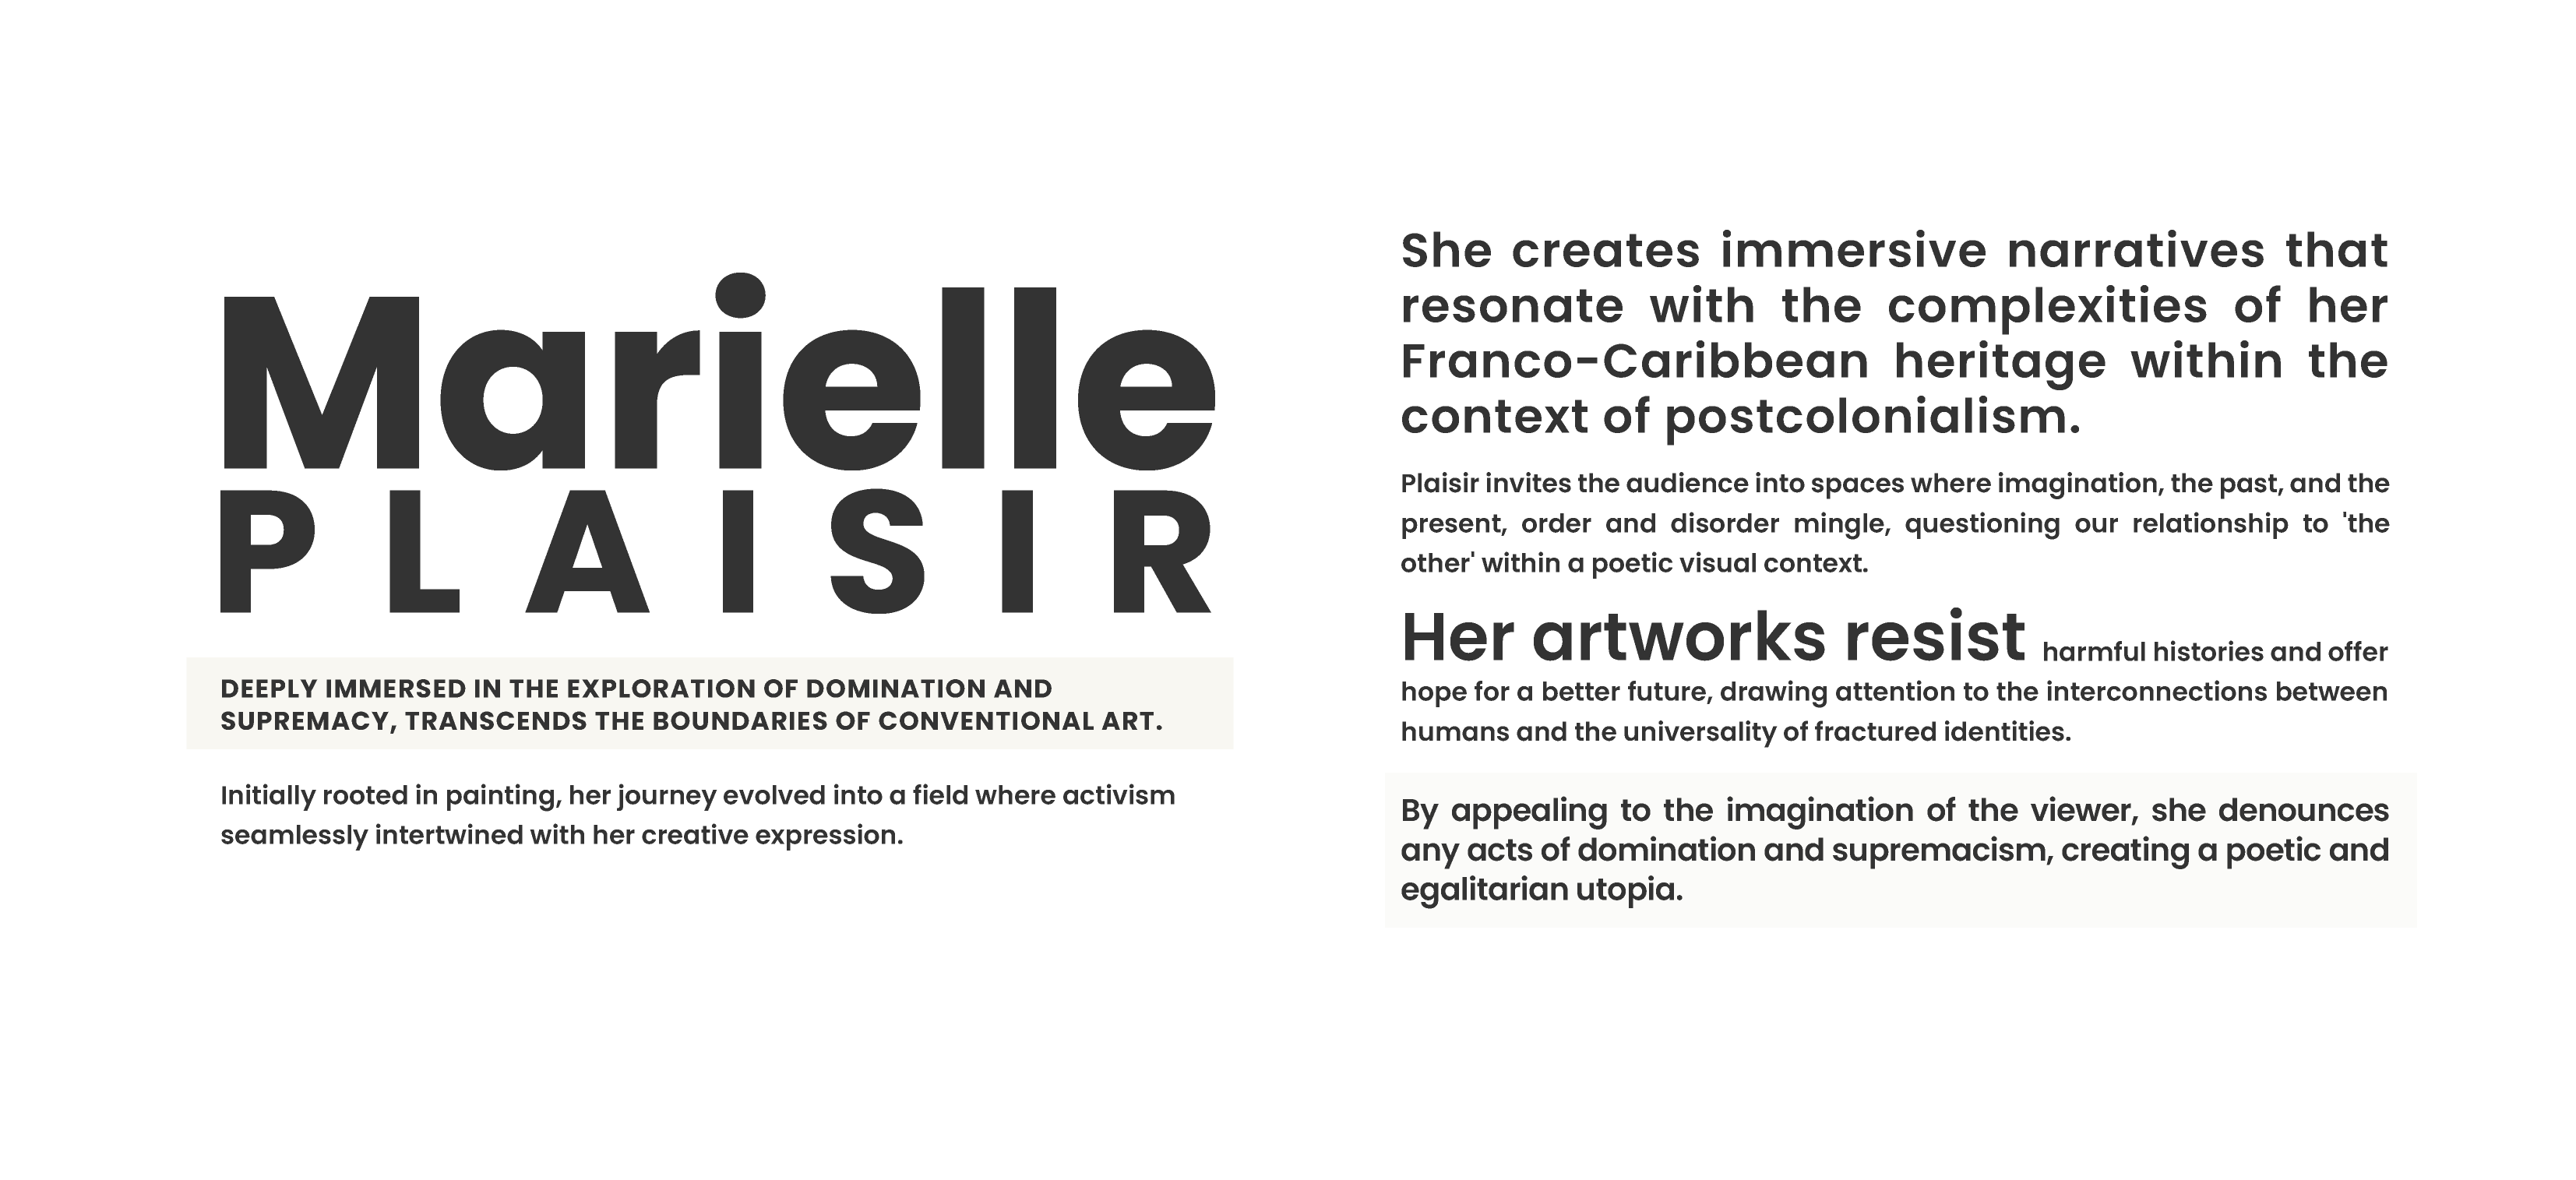 Marielle
PLAISIR
DEEPLY IMMERSED IN THE EXPLORATION OF DOMINATION AND
SUPREMACY, TRANSCENDS THE BOUNDARIES OF CONVENTIONAL ART.
Initially rooted in painting, her journey evolved into a field where activism
seamlessly intertwined with her creative expression.
She creates immersive narratives that
resonate with the complexities of her
Franco-Caribbean heritage within the
context of postcolonialism.
Plaisir invites the audience into spaces where imagination, the past, and the
present, order and disorder mingle, questioning our relationship to 'the
other' within a poetic visual context.
Her artworks resist harmful histories and offer
hope for a better future, drawing attention to the interconnections between
humans and the universality of fractured identities.
By appealing to the imagination of the viewer, she denounces
any acts of domination and supremacism, creating a poetic and
egalitarian utopia.